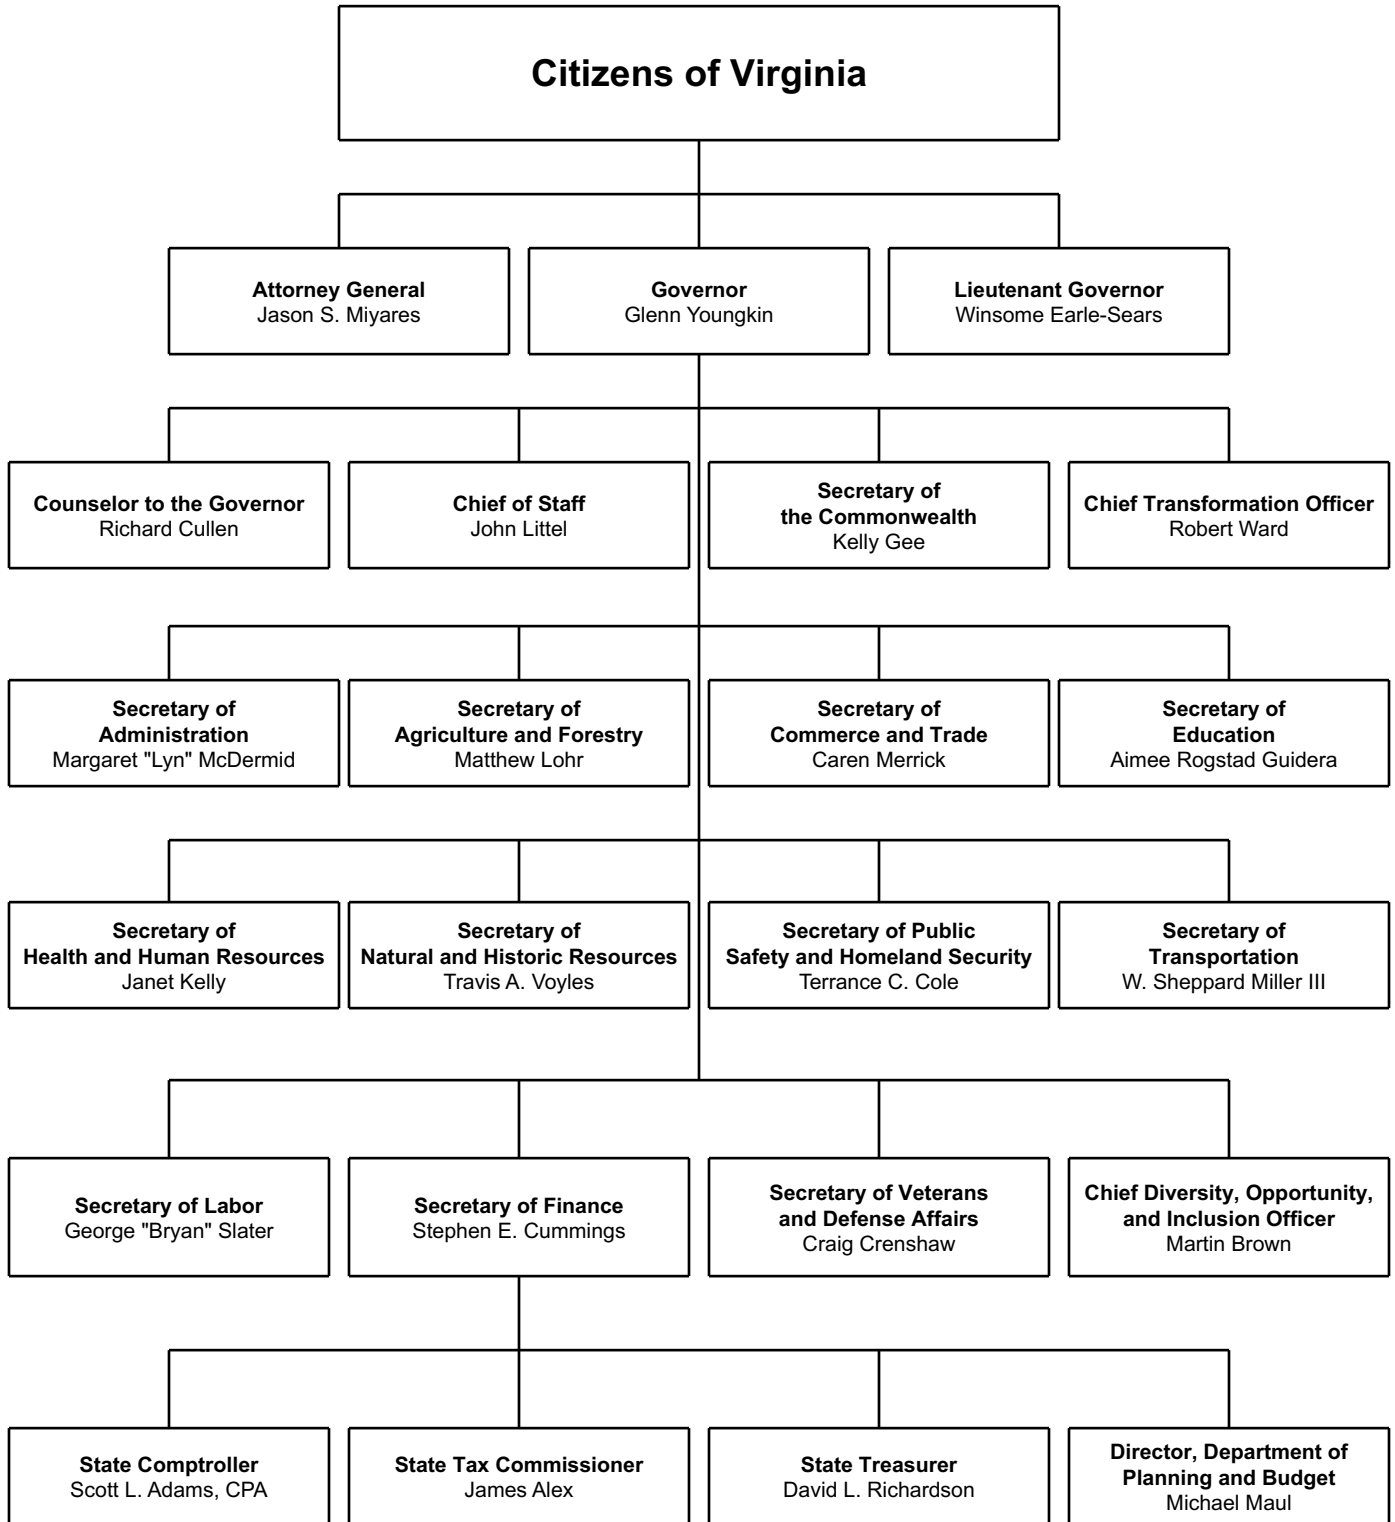 Citizens of Virginia
Attorney General
Jason S. Miyares
Governor
Glenn Youngkin
Lieutenant Governor
Winsome Earle-Sears
Counselor to the Governor
Richard Cullen
Chief of Staff
John Littel
Secretary of
the Commonwealth
Kelly Gee
Chief Transformation Officer
Robert Ward
Secretary of
Administration
Margaret "Lyn" McDermid
Secretary of
Agriculture and Forestry
Matthew Lohr
Secretary of
Commerce and Trade
Caren Merrick
Secretary of
Education
Aimee Rogstad Guidera
Secretary of
Health and Human Resources
Janet Kelly
Secretary of
Natural and Historic Resources
Travis A. Voyles
Secretary of Public
Safety and Homeland Security
Terrance C. Cole
Secretary of
Transportation
W. Sheppard Miller III
Secretary of Labor
George "Bryan" Slater
Secretary of Finance
Stephen E. Cummings
Secretary of Veterans
and Defense Affairs
Craig Crenshaw
Chief Diversity, Opportunity,
and Inclusion Officer
Martin Brown
State Comptroller
Scott L. Adams, CPA
State Tax Commissioner
James Alex
State Treasurer
David L. Richardson
Director, Department of
Planning and Budget
Michael Maul